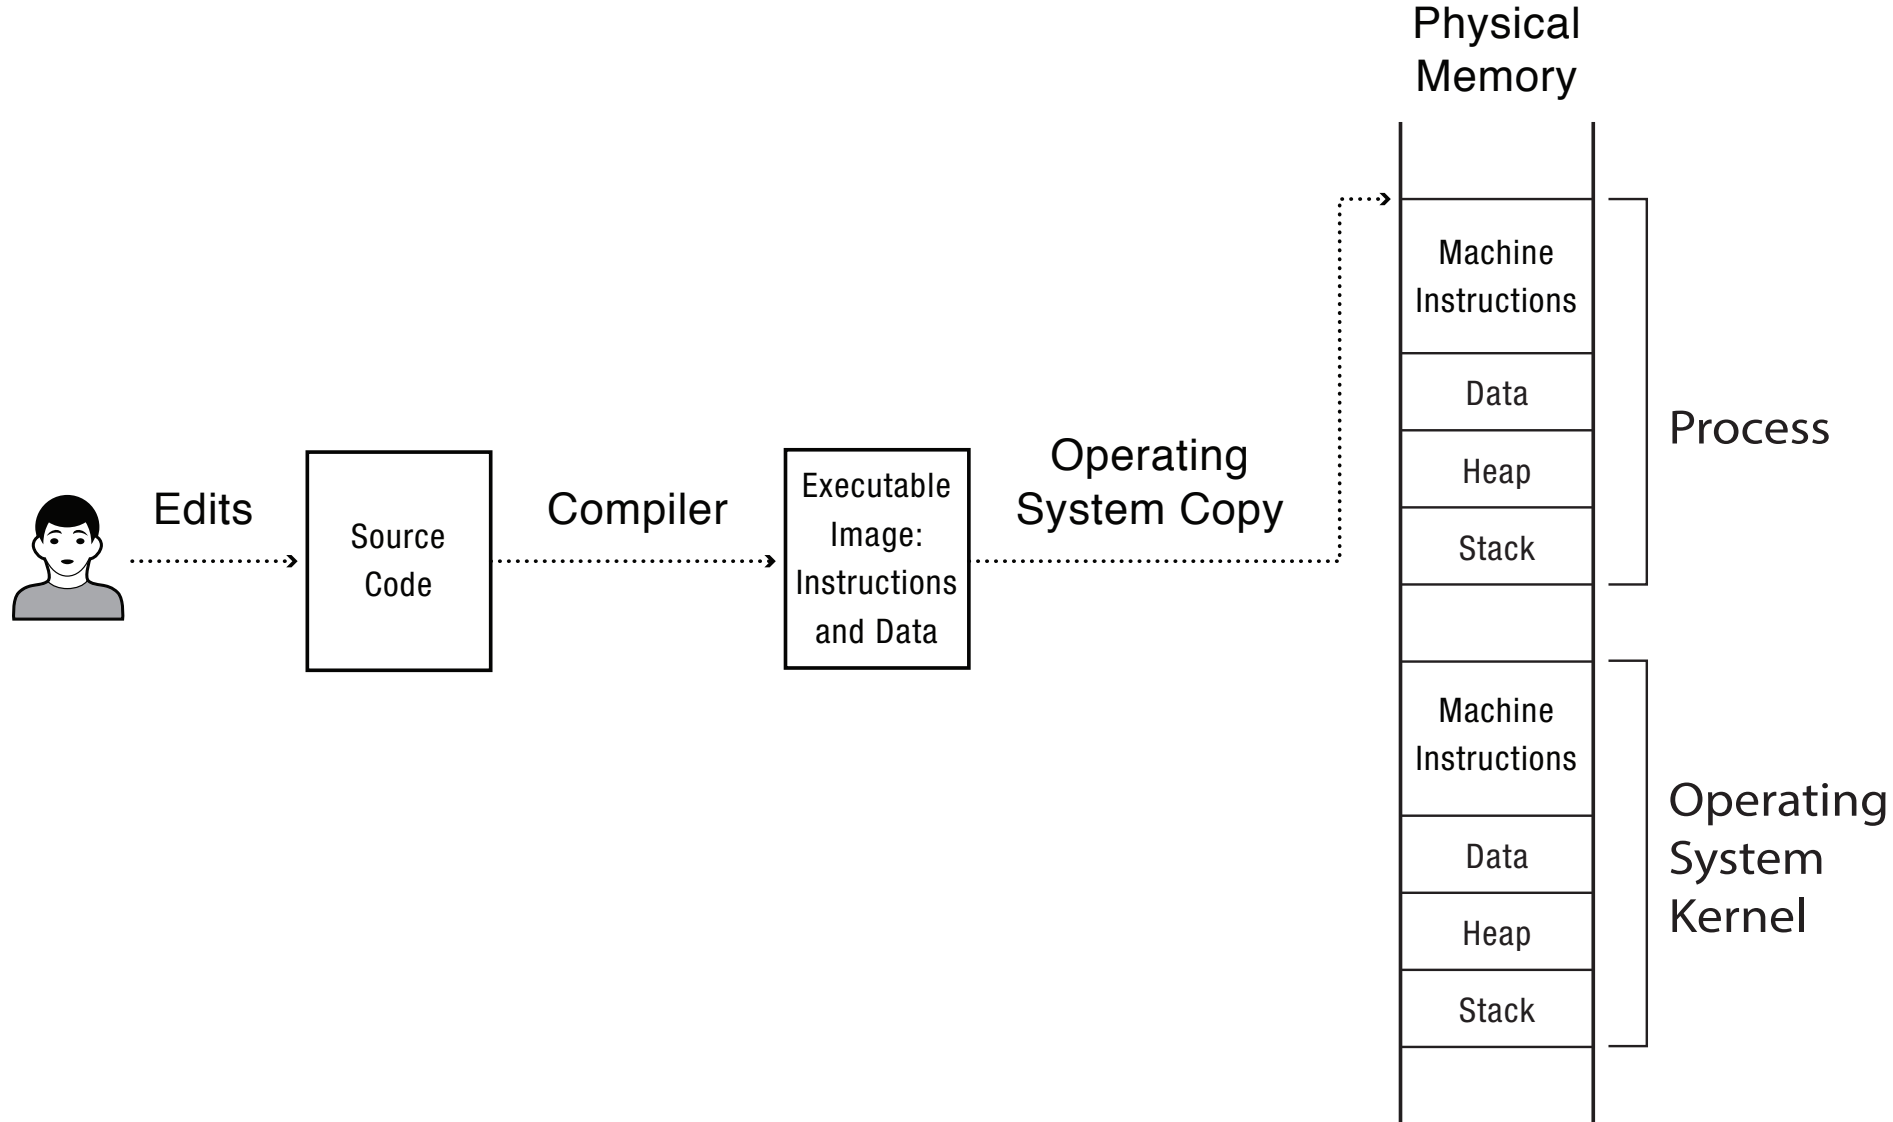 Physical
Memory
Edits
Source
Code
Compiler
Executable
Image:
Instructions
and Data
Operating
System Copy
Machine
Instructions
Data
Heap
Stack
Process
Machine
Instructions
Data
Heap
Stack
Operating
System
Kernel